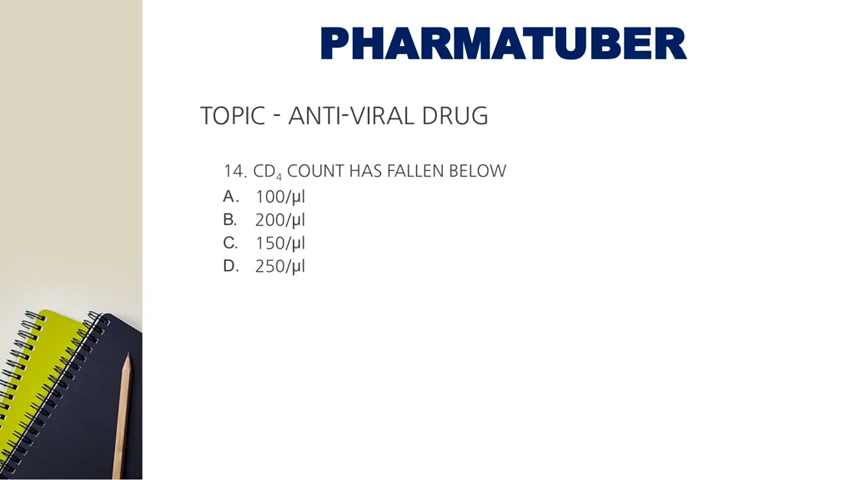 PHARMATUBER
TOPIC - ANTI-VIRAL DRUG
14. CD₄ COUNT HAS FALLEN BELOW
A. 100/µl
B. 200/µl
C. 150/µl
D. 250/µl